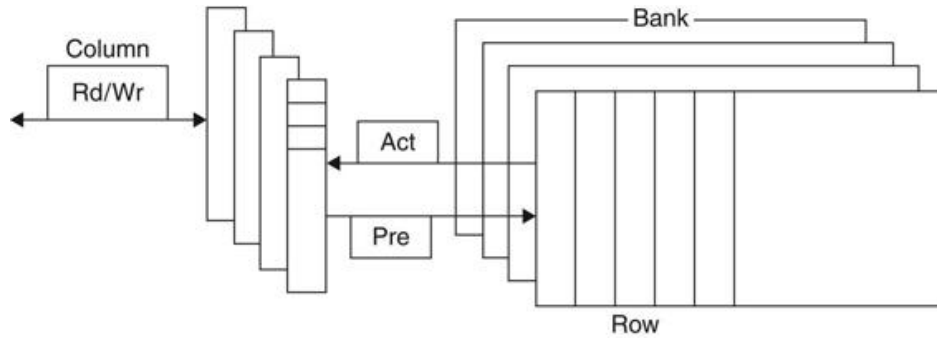 Bank
Column
Rd/Wr
Act
Pre
Row